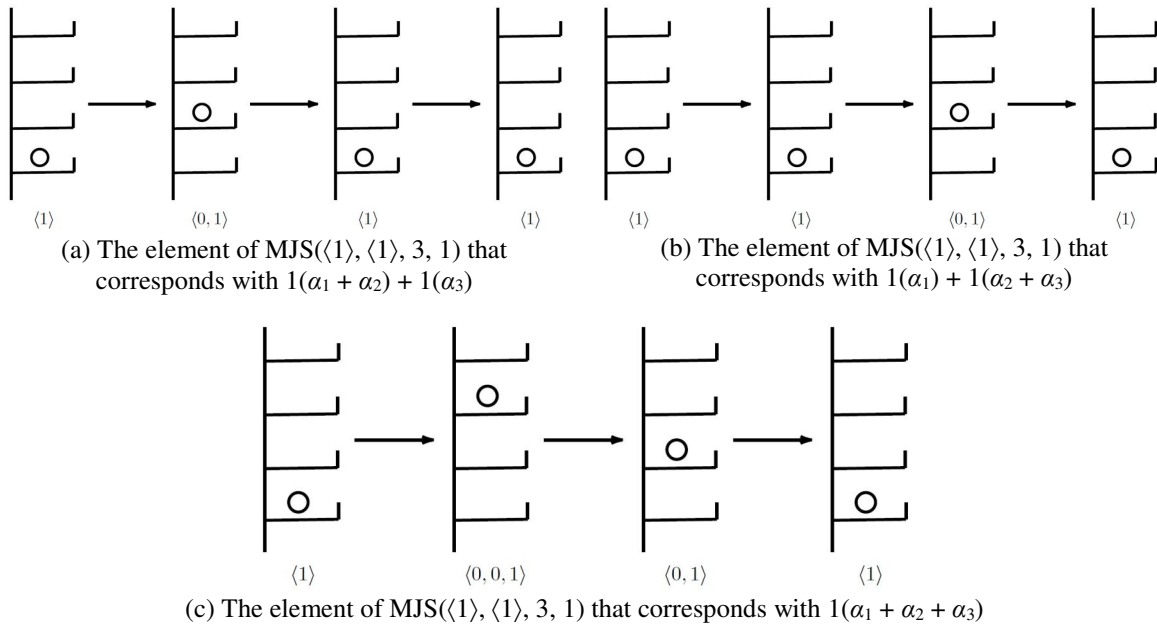 ⟨1⟩ ⟨0, 1⟩ ⟨1⟩ ⟨1⟩
(a) The element of MJS(⟨1⟩, ⟨1⟩, 3, 1) that
corresponds with 1(α₁ + α₂) + 1(α₃)
⟨1⟩ ⟨1⟩ ⟨0, 1⟩ ⟨1⟩
(b) The element of MJS(⟨1⟩, ⟨1⟩, 3, 1) that
corresponds with 1(α₁) + 1(α₂ + α₃)
⟨1⟩ ⟨0, 0, 1⟩ ⟨0, 1⟩ ⟨1⟩
(c) The element of MJS(⟨1⟩, ⟨1⟩, 3, 1) that corresponds with 1(α₁ + α₂ + α₃)